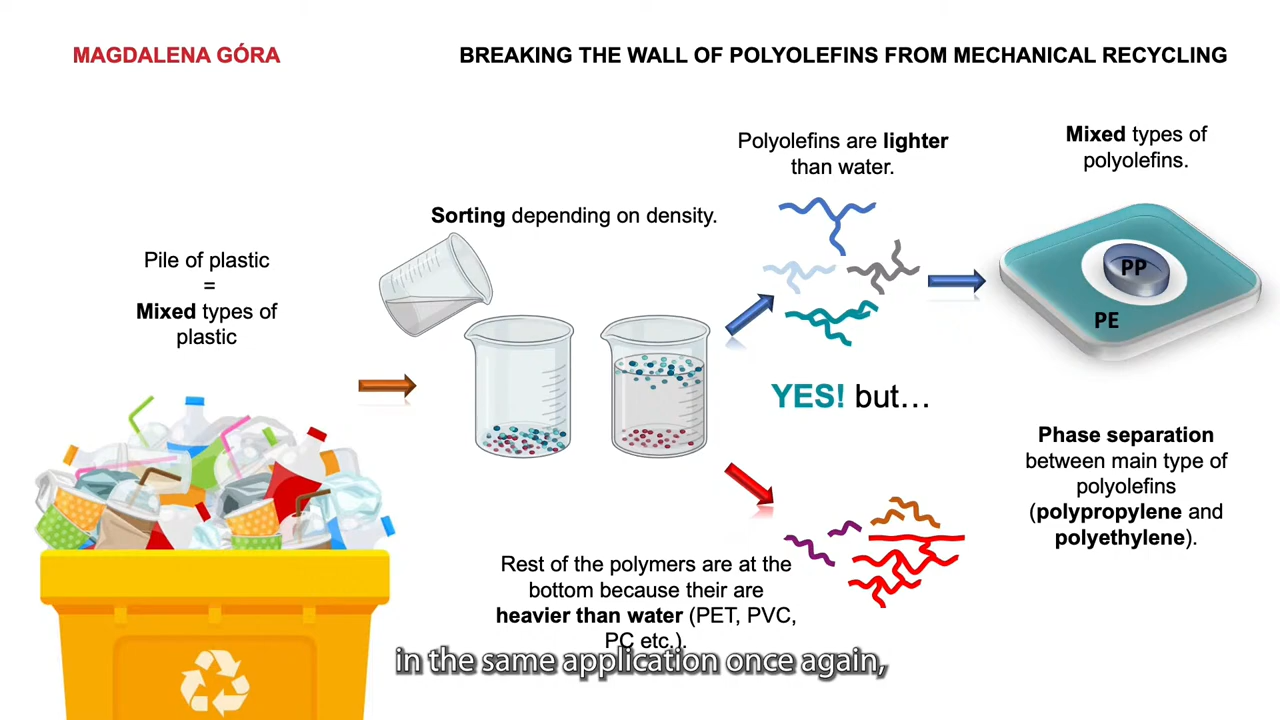 MAGDALENA GÓRA
BREAKING THE WALL OF POLYOLEFINS FROM MECHANICAL RECYCLING
Pile of plastic
=
Mixed types of
plastic
Sorting depending on density.
Polyolefins are lighter
than water.
Mixed types of
polyolefins.
PP
PE
YES! but…
Phase separation
between main type of
polyolefins
(polypropylene and
polyethylene).
Rest of the polymers are at the
bottom because their are
heavier than water (PET, PVC,
PC etc.).
in the same application once again,